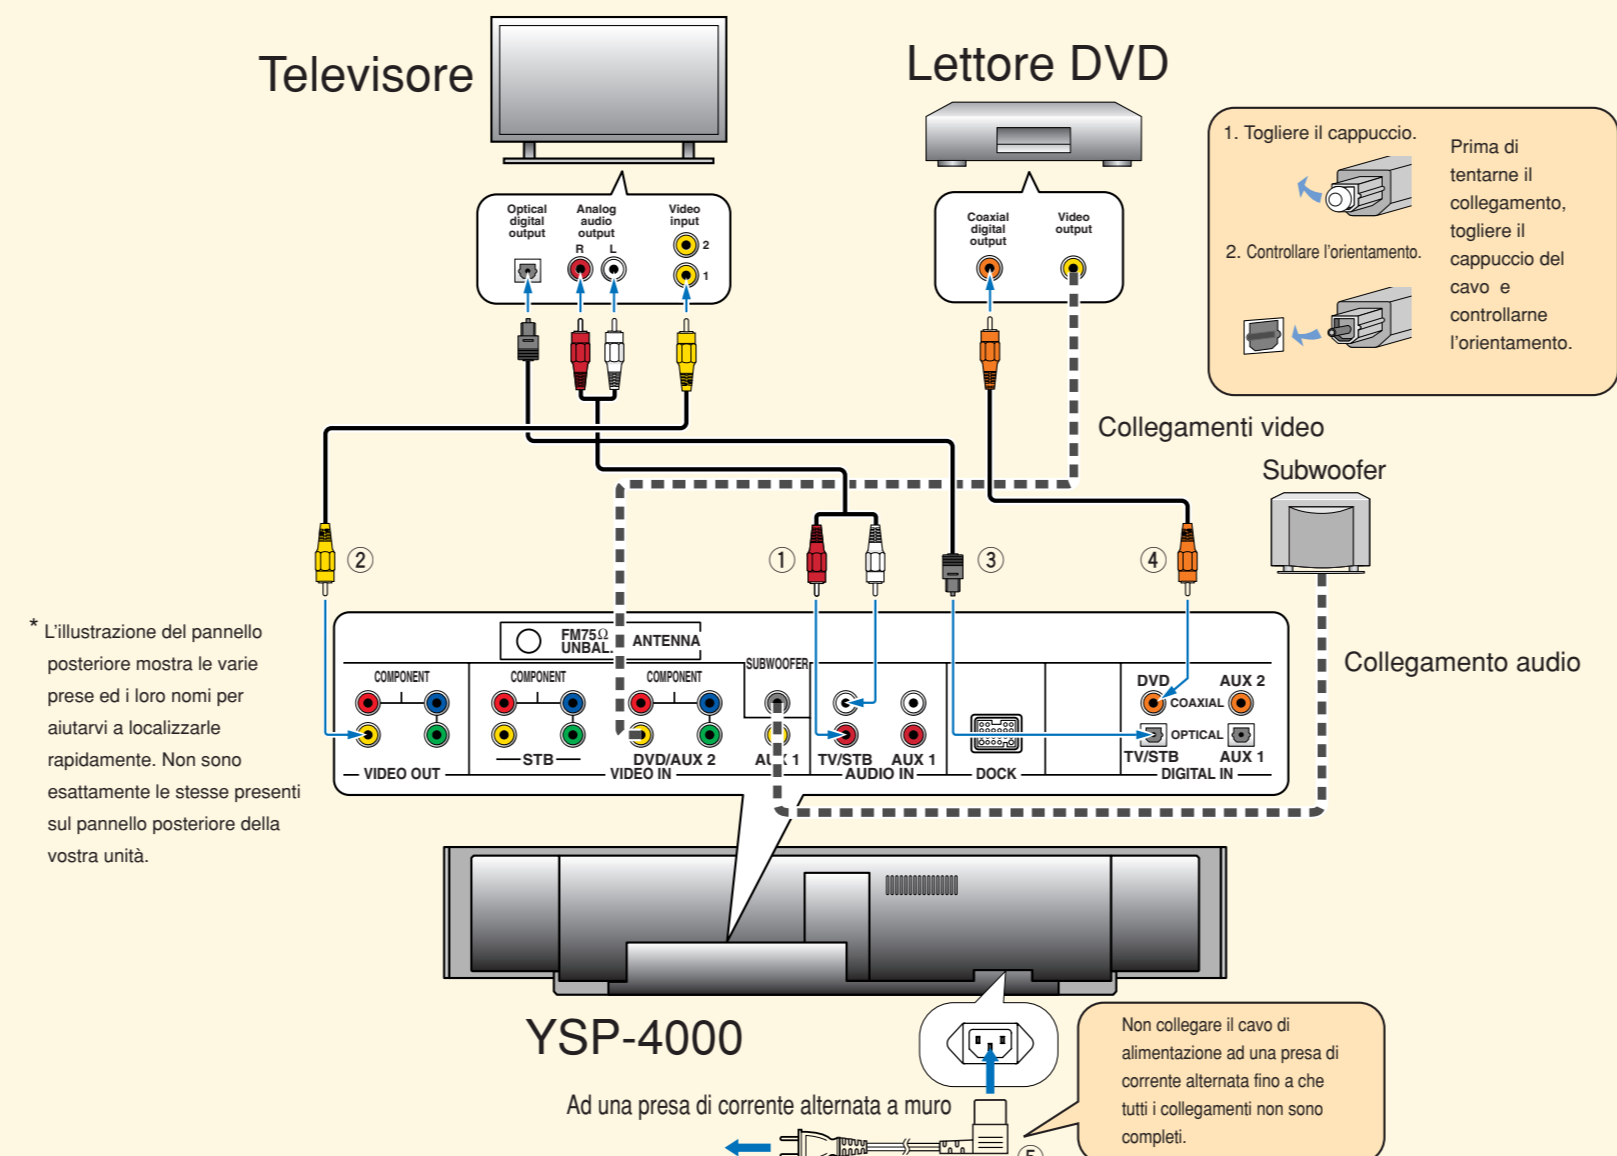 Televisore
Lettore DVD
Optical
digital
output
Analog
audio
output
R L
Video
input
2
1
Coaxial
digital
output
Video
output
1. Togliere il cappuccio.
2. Controllare l'orientamento.
Prima di
tentarne il
collegamento,
togliere il
cappuccio del
cavo e
controllarne
l'orientamento.
Collegamenti video
Subwoofer
②
①
③
④
* L'illustrazione del pannello
posteriore mostra le varie
prese ed i loro nomi per
aiutarvi a localizzarle
rapidamente. Non sono
esattamente le stesse presenti
sul pannello posteriore della
vostra unità.
FM75Ω
UNBAL.
ANTENNA
COMPONENT
VIDEO OUT
COMPONENT
STB
COMPONENT
DVD/AUX 2
VIDEO IN
SUBWOOFER
AUX 1
TV/STB
AUX 1
AUDIO IN
DOCK
DVD
AUX 2
COAXIAL
OPTICAL
TV/STB
AUX 1
DIGITAL IN
Collegamento audio
YSP-4000
Ad una presa di corrente alternata a muro
Non collegare il cavo di
alimentazione ad una presa di
corrente alternata fino a che
tutti i collegamenti non sono
completi.
⑤